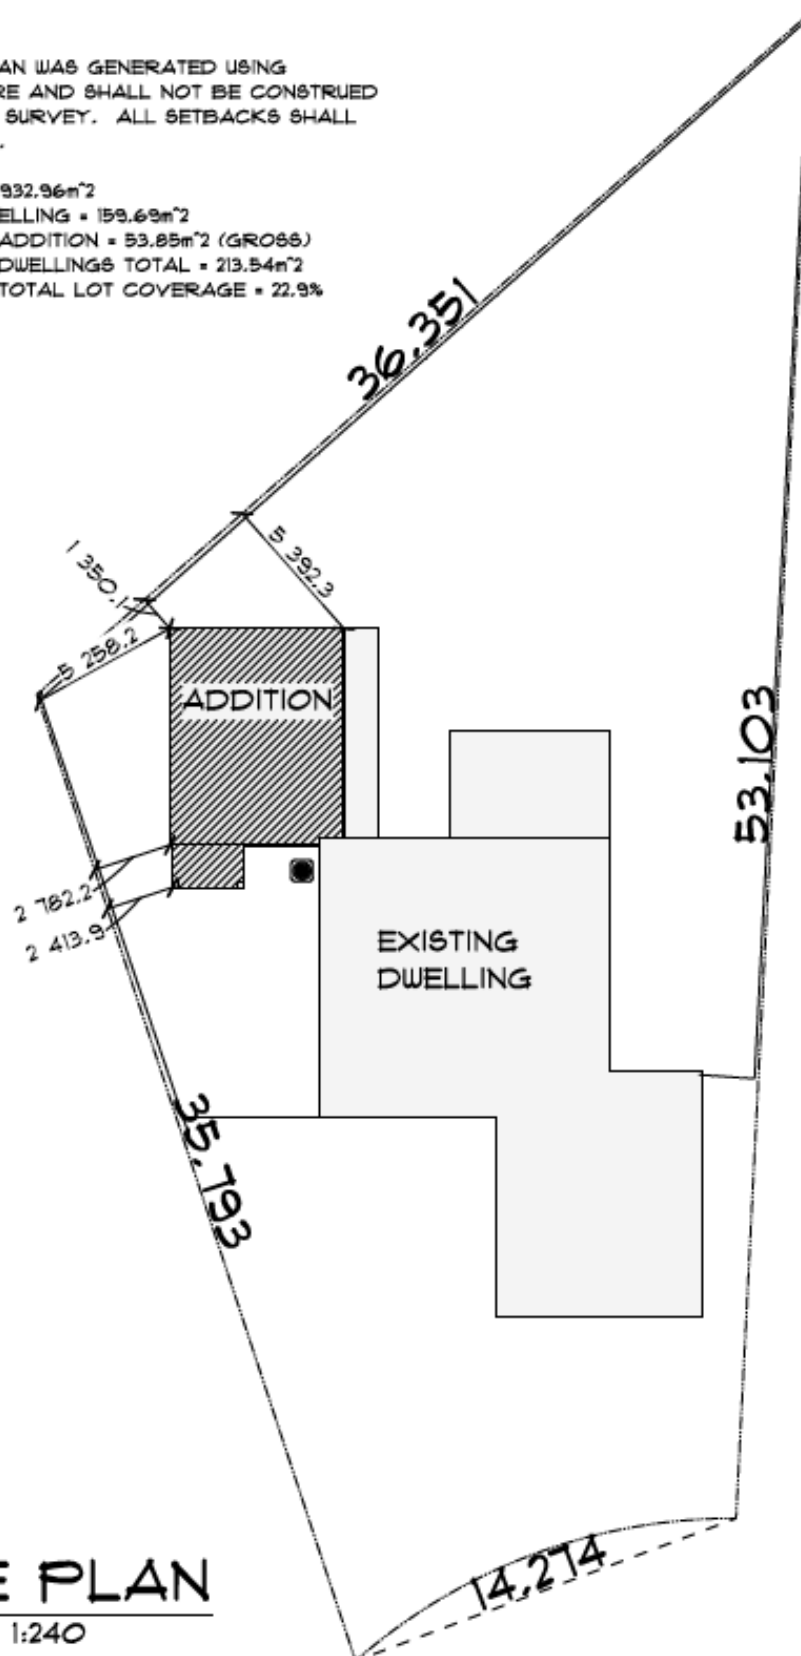 AN WAS GENERATED USING
RE AND SHALL NOT BE CONSTRUED
SURVEY. ALL SETBACKS SHALL
.
932.96m^2
ELLING = 159.69m^2
ADDITION = 53.85m^2 (GROSS)
DWELLINGS TOTAL = 213.54m^2
TOTAL LOT COVERAGE = 22.9%
36,351
5 392.3
1 350.1
5 258.2
ADDITION
53,103
2 782.2
2 413.9
EXISTING
DWELLING
35,793
14,274
E PLAN
1:240